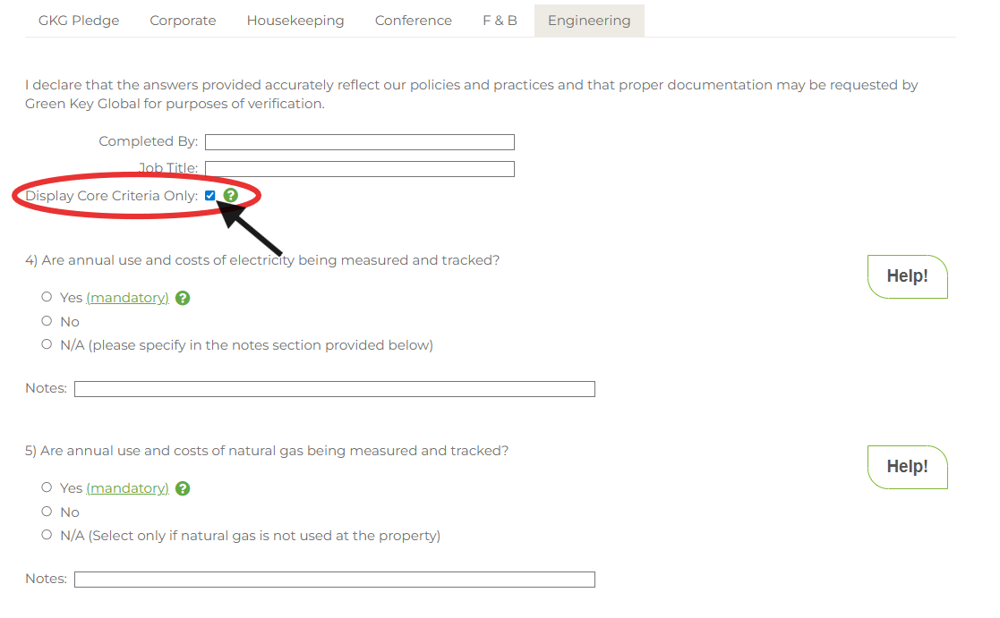 GKG Pledge Corporate Housekeeping Conference F & B Engineering
I declare that the answers provided accurately reflect our policies and practices and that proper documentation may be requested by
Green Key Global for purposes of verification.
Completed By:
Job Title:
Display Core Criteria Only: ?
4) Are annual use and costs of electricity being measured and tracked?
Help!
Yes (mandatory) ?
No
N/A (please specify in the notes section provided below)
Notes:
5) Are annual use and costs of natural gas being measured and tracked?
Help!
Yes (mandatory) ?
No
N/A (Select only if natural gas is not used at the property)
Notes: